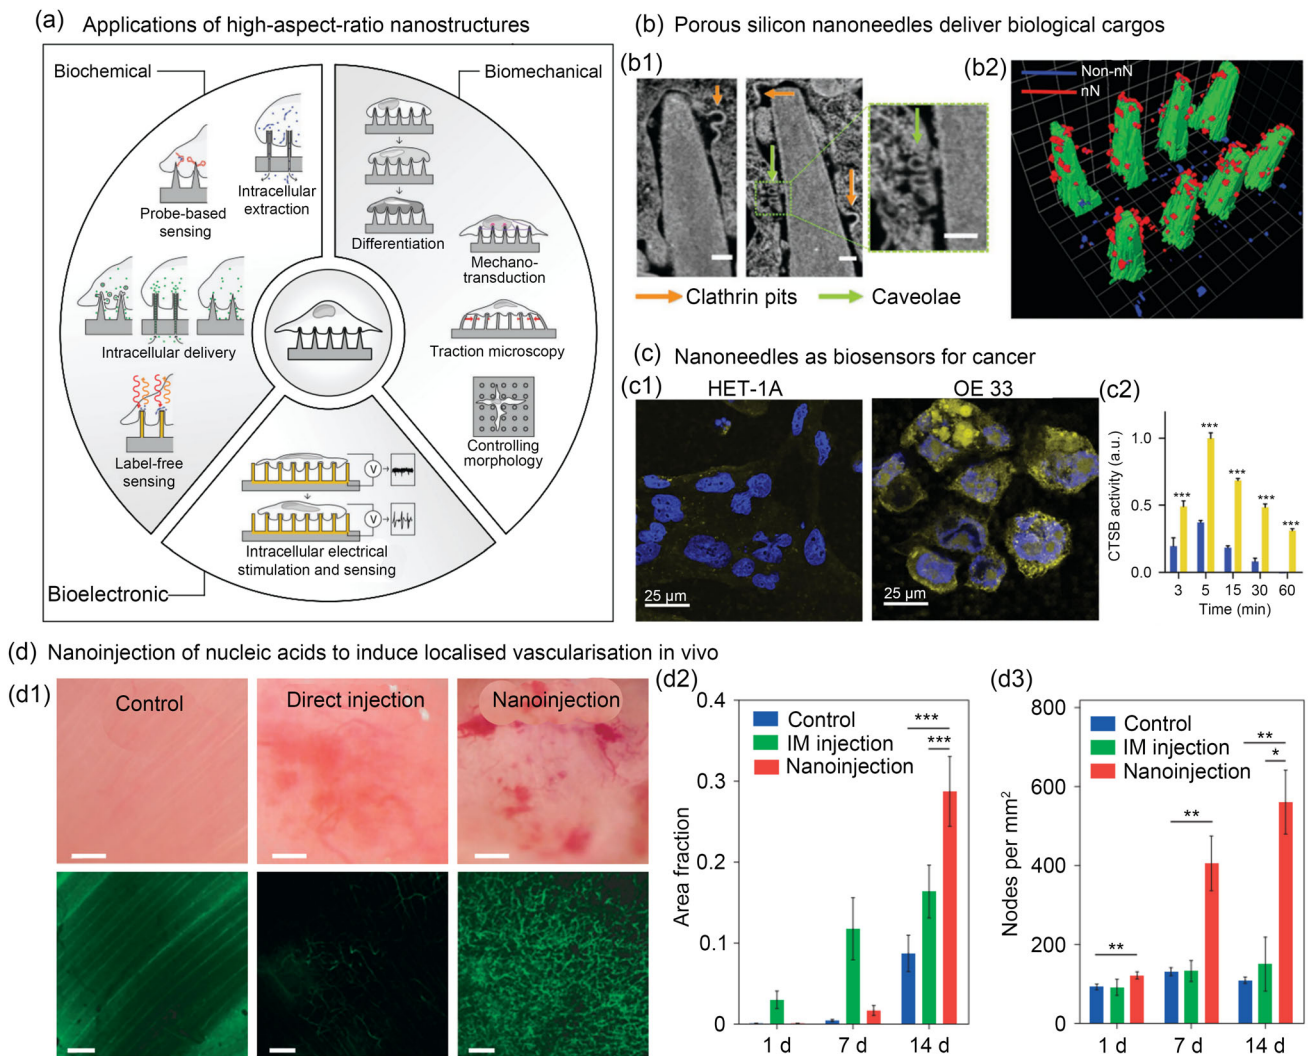 (a)
Applications of high-aspect-ratio nanostructures
Biochemical
Biomechanical
Intracellular
extraction
Probe-based
sensing
Differentiation
Mechano-
transduction
Intracellular delivery
Traction microscopy
Label-free
sensing
Controlling
morphology
V
V
Intracellular electrical
stimulation and sensing
Bioelectronic
(b) Porous silicon nanoneedles deliver biological cargos
(b1)
Clathrin pits
Caveolae
(b2)
Non-nN
nN
(c) Nanoneedles as biosensors for cancer
(c1)
HET-1A
OE 33
25 µm
25 µm
(c2)
CTSB activity (a.u.)
1.0
0.5
0.0
***
***
***
***
***
3 5 15 30 60
Time (min)
(d) Nanoinjection of nucleic acids to induce localised vascularisation in vivo
(d1)
Control
Direct injection
Nanoinjection
(d2)
Area fraction
0.4
0.3
0.2
0.1
0
Control
IM injection
Nanoinjection
***
***
1 d 7 d 14 d
(d3)
Nodes per mm²
800
600
400
200
0
Control
IM injection
Nanoinjection
**
*
**
**
1 d 7 d 14 d